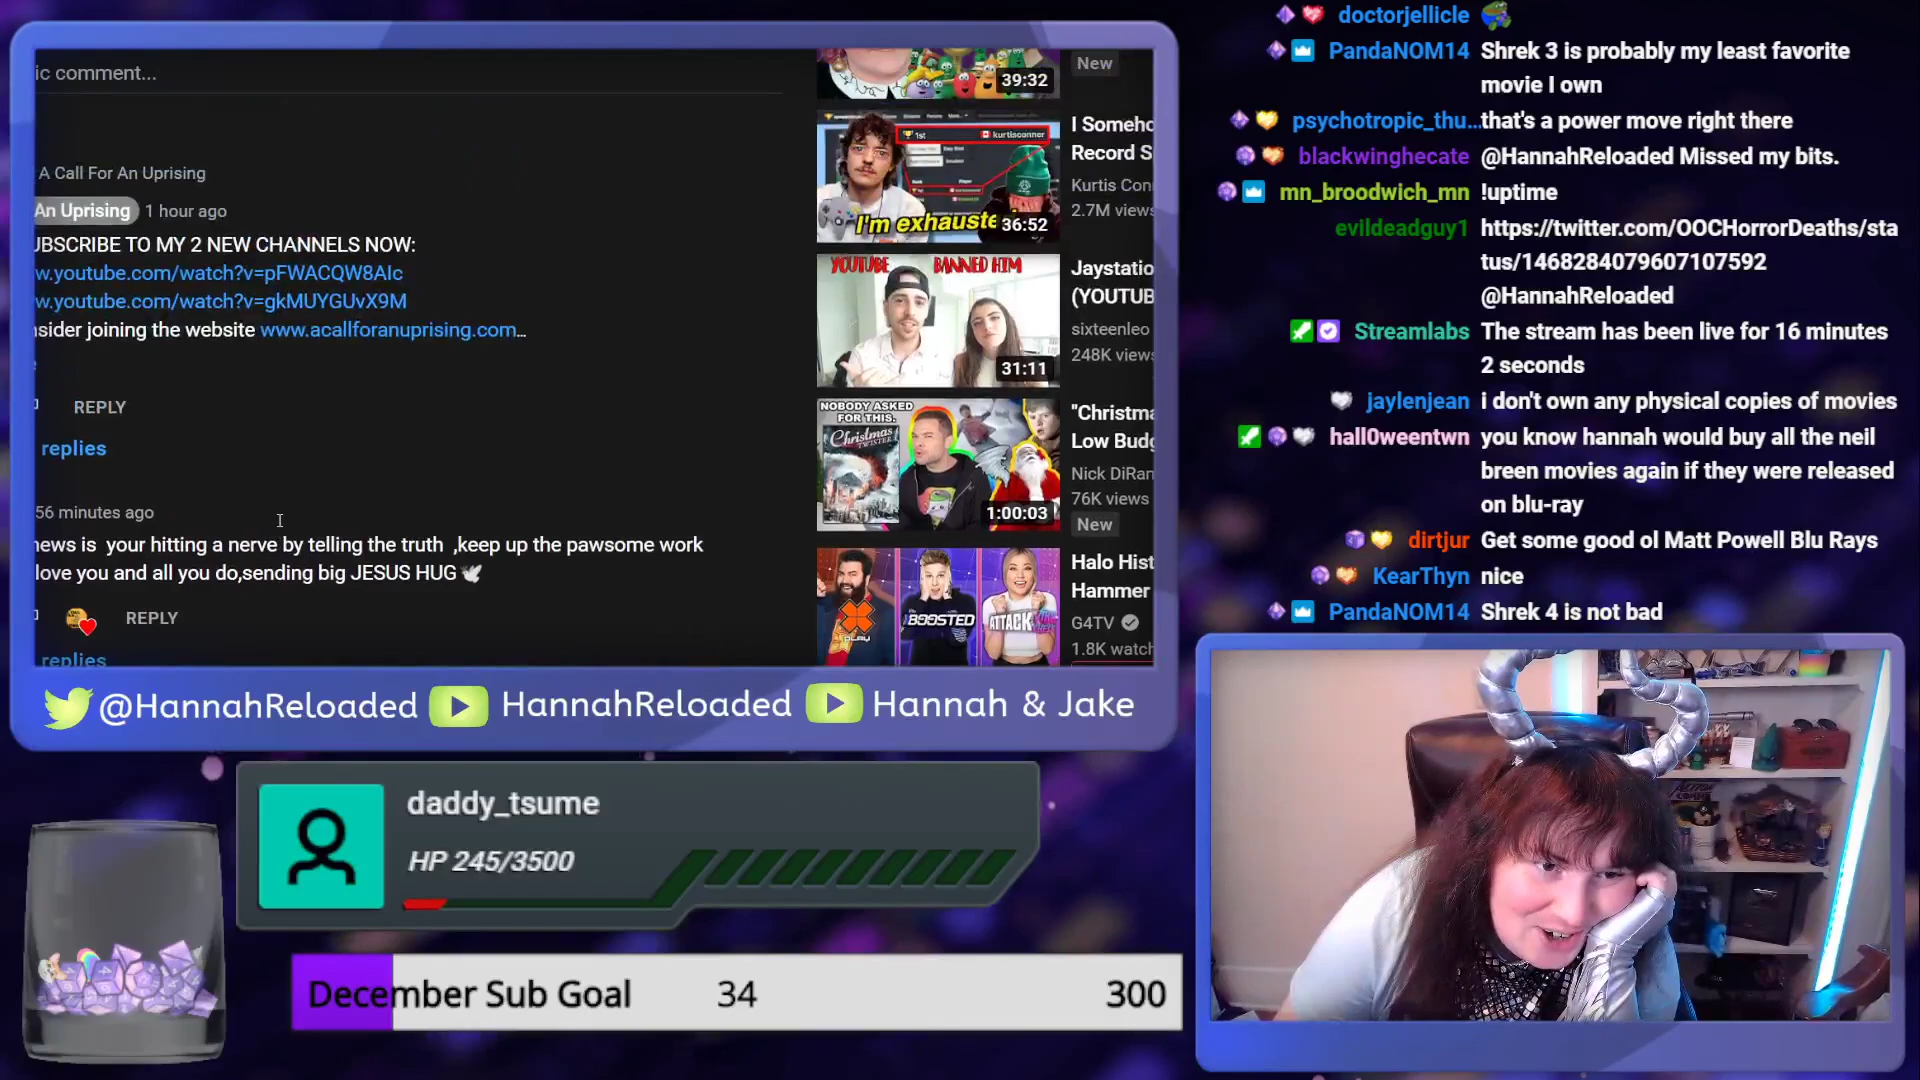 ic comment...
A Call For An Uprising
An Uprising 1 hour ago
UBSCRIBE TO MY 2 NEW CHANNELS NOW:
w.youtube.com/watch?v=pFWACQW8AIc
w.youtube.com/watch?v=gkMUYGUvX9M
nsider joining the website www.acallforanuprising.com...
REPLY
replies
56 minutes ago
news is your hitting a nerve by telling the truth ,keep up the pawsome work
love you and all you do,sending big JESUS HUG
REPLY
replies
39:32
New
1st
kurtisconner
I'm exhauste
36:52
I Someho
Record S
Kurtis Con
2.7M views
YOUTUBE BANNED HIM
31:11
Jaystatio
(YOUTUB
sixteenleo
248K views
NOBODY ASKED
FOR THIS.
Christmas
TWISTER
1:00:03
"Christma
Low Budg
Nick DiRan
76K views
New
PLAY
BOOSTED
ATTACK
Halo Hist
Hammer
G4TV
1.8K watch
@HannahReloaded HannahReloaded Hannah & Jake
daddy_tsume
HP 245/3500
December Sub Goal 34 300
doctorjellicle
PandaNOM14 Shrek 3 is probably my least favorite
movie I own
psychotropic_thu... that's a power move right there
blackwinghecate @HannahReloaded Missed my bits.
mn_broodwich_mn !uptime
evildeadguy1 https://twitter.com/OOCHorrorDeaths/sta
tus/1468284079607107592
@HannahReloaded
Streamlabs The stream has been live for 16 minutes
2 seconds
jaylenjean i don't own any physical copies of movies
hall0weentwn you know hannah would buy all the neil
breen movies again if they were released
on blu-ray
dirtjur Get some good ol Matt Powell Blu Rays
KearThyn nice
PandaNOM14 Shrek 4 is not bad